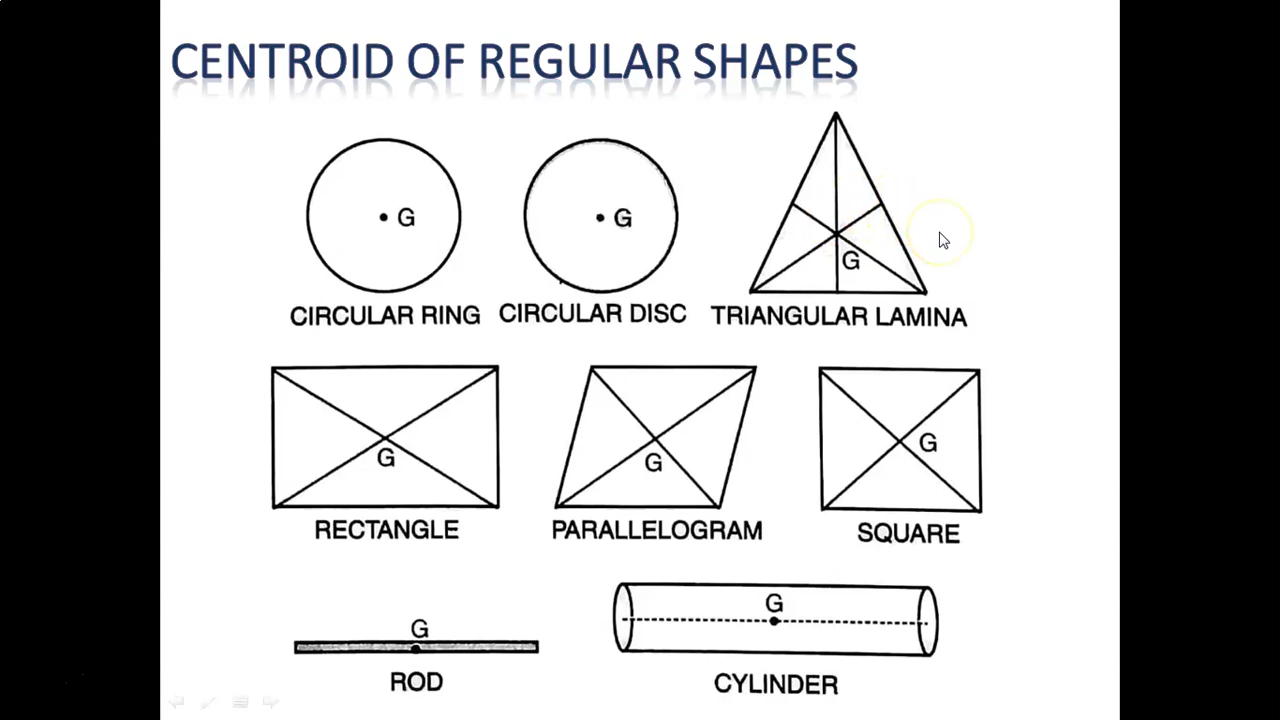 CENTROID OF REGULAR SHAPES
G
G
G
CIRCULAR RING
CIRCULAR DISC
TRIANGULAR LAMINA
G
G
G
RECTANGLE
PARALLELOGRAM
SQUARE
G
G
ROD
CYLINDER